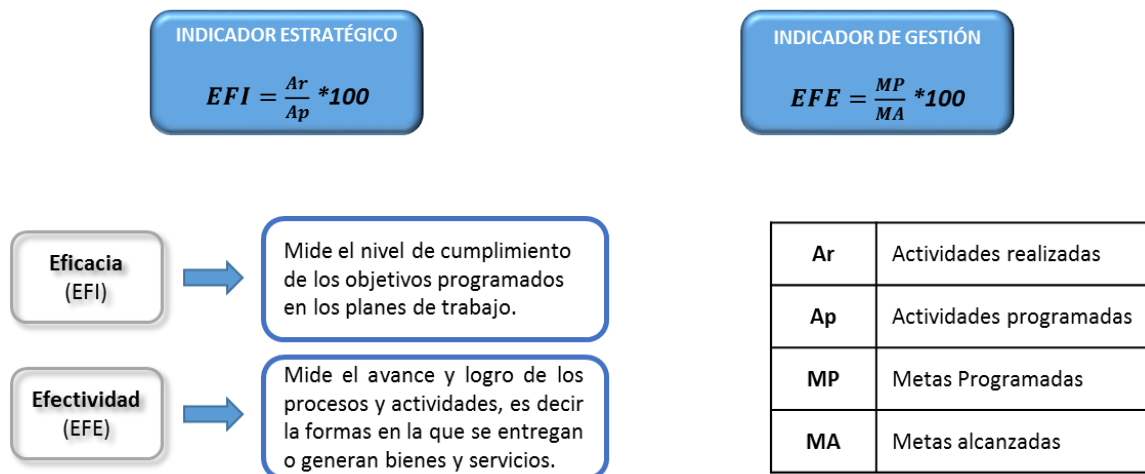 INDICADOR ESTRATÉGICO
EFI = Ar/Ap *100
INDICADOR DE GESTIÓN
EFE = MP/MA *100
Eficacia
(EFI)
Mide el nivel de cumplimiento
de los objetivos programados
en los planes de trabajo.
Efectividad
(EFE)
Mide el avance y logro de los
procesos y actividades, es decir
la formas en la que se entregan
o generan bienes y servicios.
Ar Actividades realizadas
Ap Actividades programadas
MP Metas Programadas
MA Metas alcanzadas